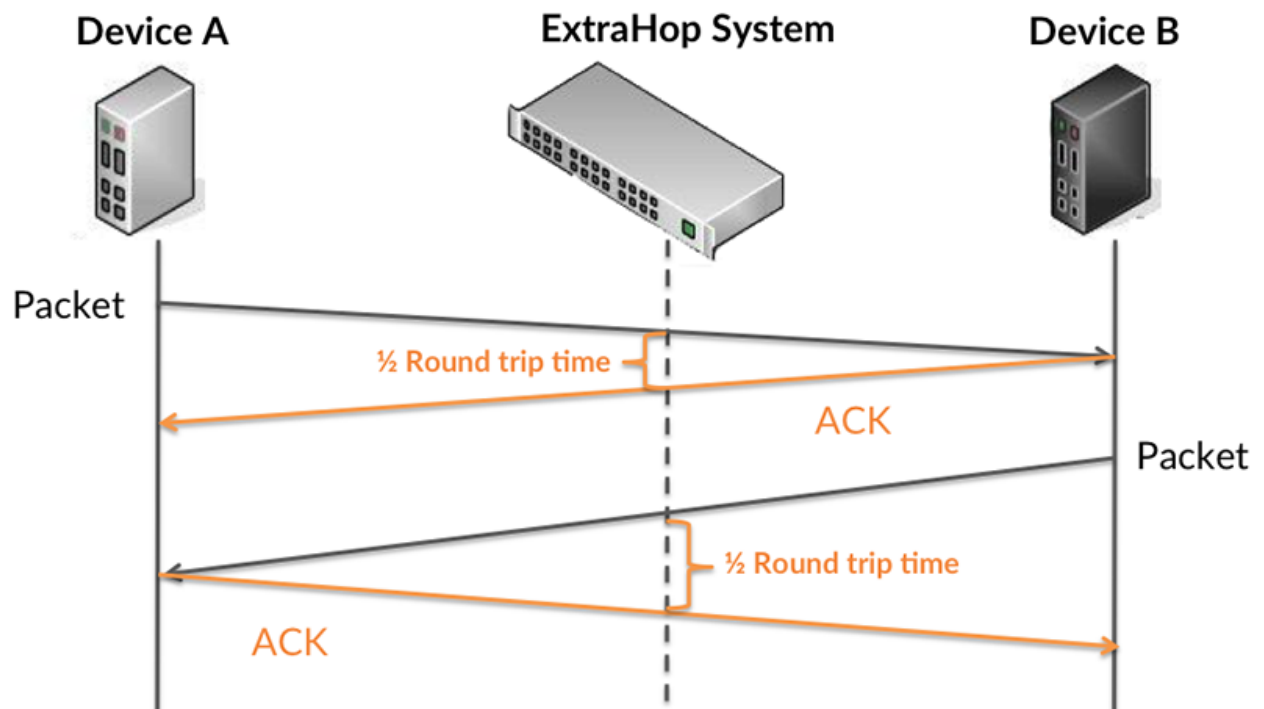 Device A
ExtraHop System
Device B
Packet
½ Round trip time
ACK
Packet
½ Round trip time
ACK